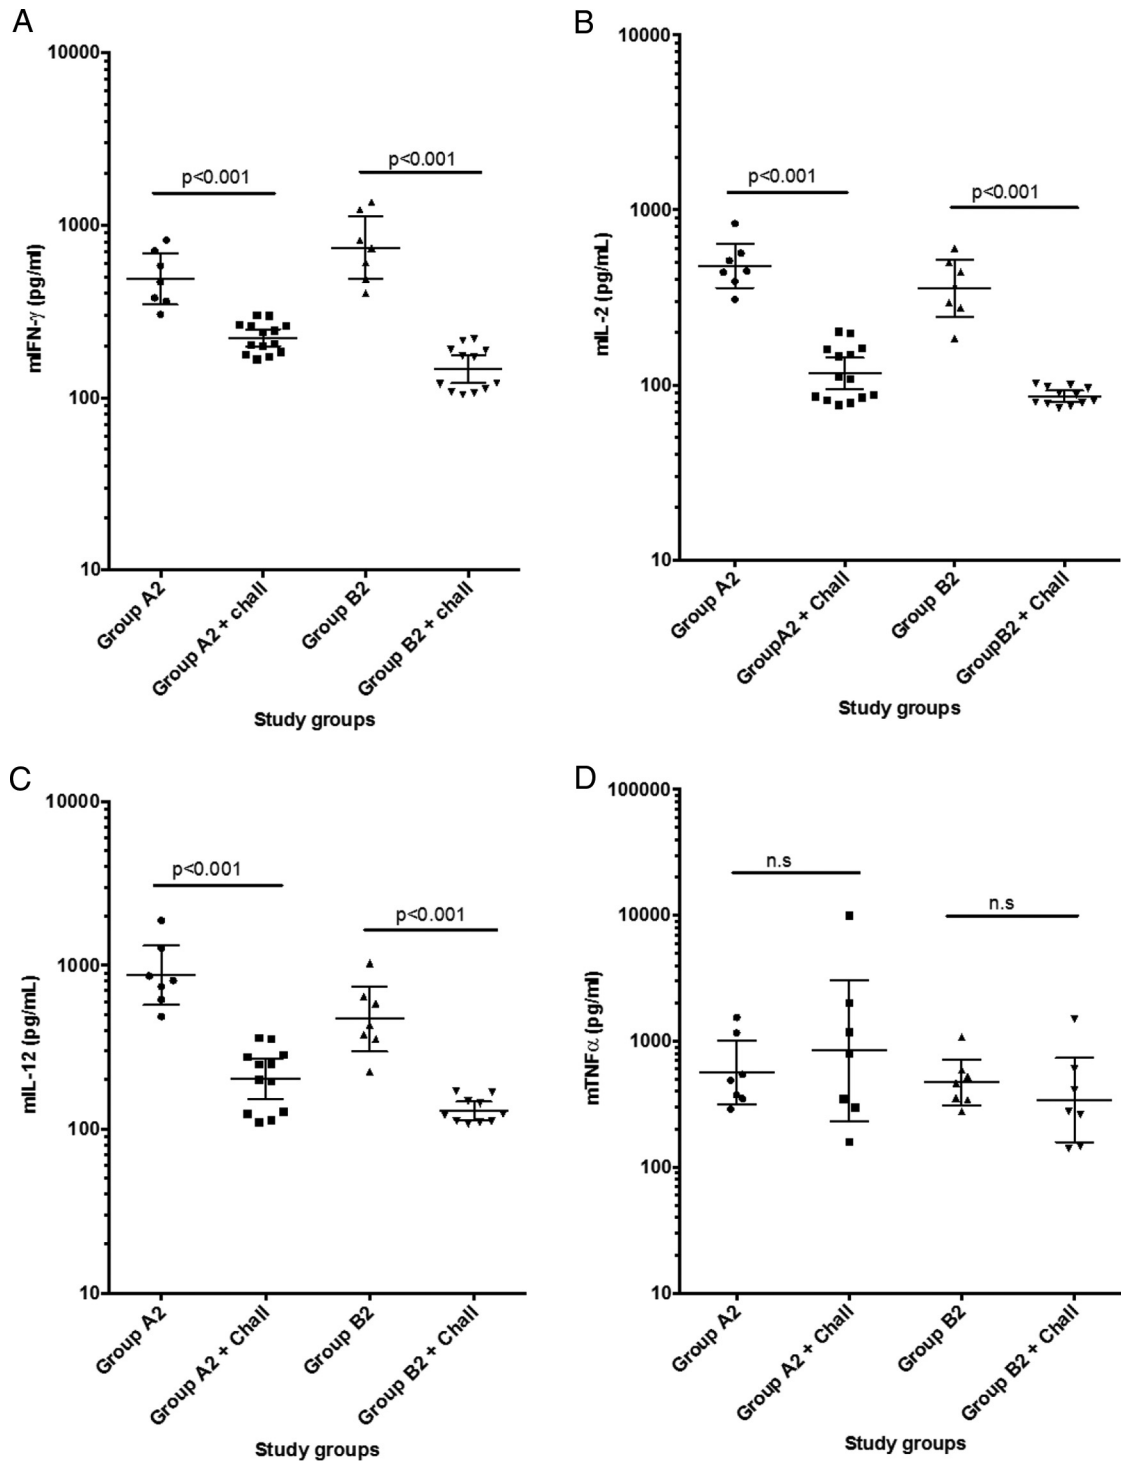 A
mIFN-γ (pg/ml)
10000
1000
100
10
p<0.001
p<0.001
Group A2
Group A2 + chall
Group B2
Group B2 + chall
Study groups
B
mIL-2 (pg/mL)
10000
1000
100
10
p<0.001
p<0.001
Group A2
GroupA2 + Chall
Group B2
GroupB2 + Chall
Study groups
C
mIL-12 (pg/mL)
10000
1000
100
10
p<0.001
p<0.001
Group A2
Group A2 + Chall
Group B2
Group B2 + Chall
Study groups
D
mTNFα (pg/ml)
100000
10000
1000
100
10
n.s
n.s
Group A2
Group A2 + Chall
Group B2
Group B2 + Chall
Study groups